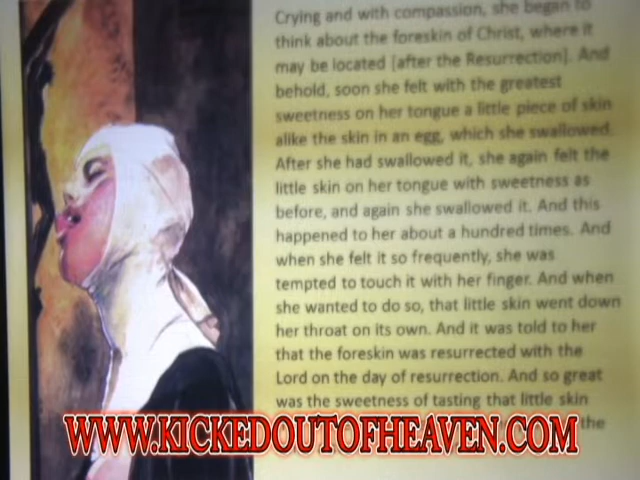 Crying and with compassion, she began to
think about the foreskin of Christ, where it
may be located [after the Resurrection]. And
behold, soon she felt with the greatest
sweetness on her tongue a little piece of skin
alike the skin in an egg, which she swallowed.
After she had swallowed it, she again felt the
little skin on her tongue with sweetness as
before, and again she swallowed it. And this
happened to her about a hundred times. And
when she felt it so frequently, she was
tempted to touch it with her finger. And when
she wanted to do so, that little skin went down
her throat on its own. And it was told to her
that the foreskin was resurrected with the
Lord on the day of resurrection. And so great
was the sweetness of tasting that little skin
the
WWW.KICKEDOUTOFHEAVEN.COM